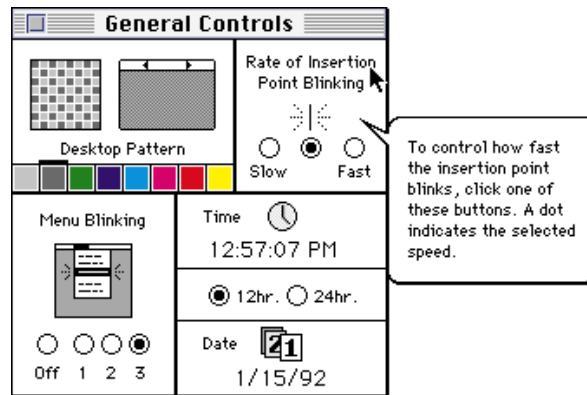 General Controls
Rate of Insertion
Point Blinking
Desktop Pattern
Slow Fast
To control how fast
the insertion point
blinks, click one of
these buttons. A dot
indicates the selected
speed.
Menu Blinking
Off 1 2 3
Time
12:57:07 PM
12hr. 24hr.
Date
21
1/15/92